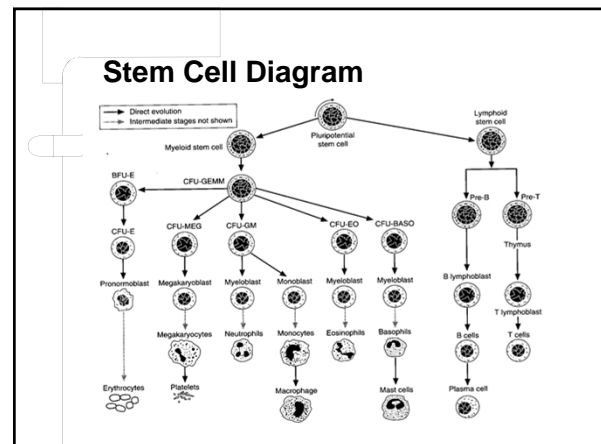 Stem Cell Diagram
Direct evolution
Intermediate stages not shown
Pluripotential
stem cell
Lymphoid
stem cell
Myeloid stem cell
BFU-E
CFU-GEMM
Pre-B
Pre-T
CFU-E
CFU-MEG
CFU-GM
CFU-EO
CFU-BASO
Thymus
Pronormoblast
Megakaryoblast
Myeloblast
Monoblast
Myeloblast
Myeloblast
B lymphoblast
T lymphoblast
Megakaryocytes
Neutrophils
Monocytes
Eosinophils
Basophils
B cells
T cells
Erythrocytes
Platelets
Macrophage
Mast cells
Plasma cell